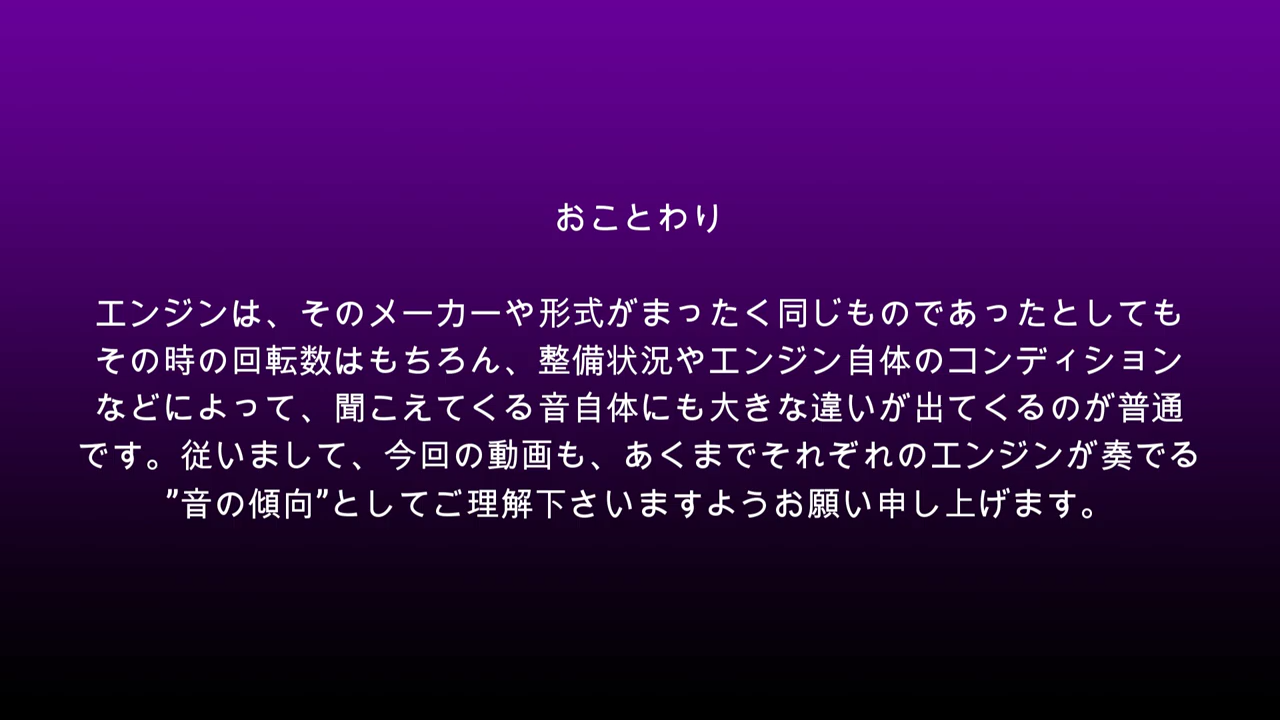 おことわり
エンジンは、そのメーカーや形式がまったく同じものであったとしても
その時の回転数はもちろん、整備状況やエンジン自体のコンディション
などによって、聞こえてくる音自体にも大きな違いが出てくるのが普通
です。従いまして、今回の動画も、あくまでそれぞれのエンジンが奏でる
”音の傾向”としてご理解下さいますようお願い申し上げます。